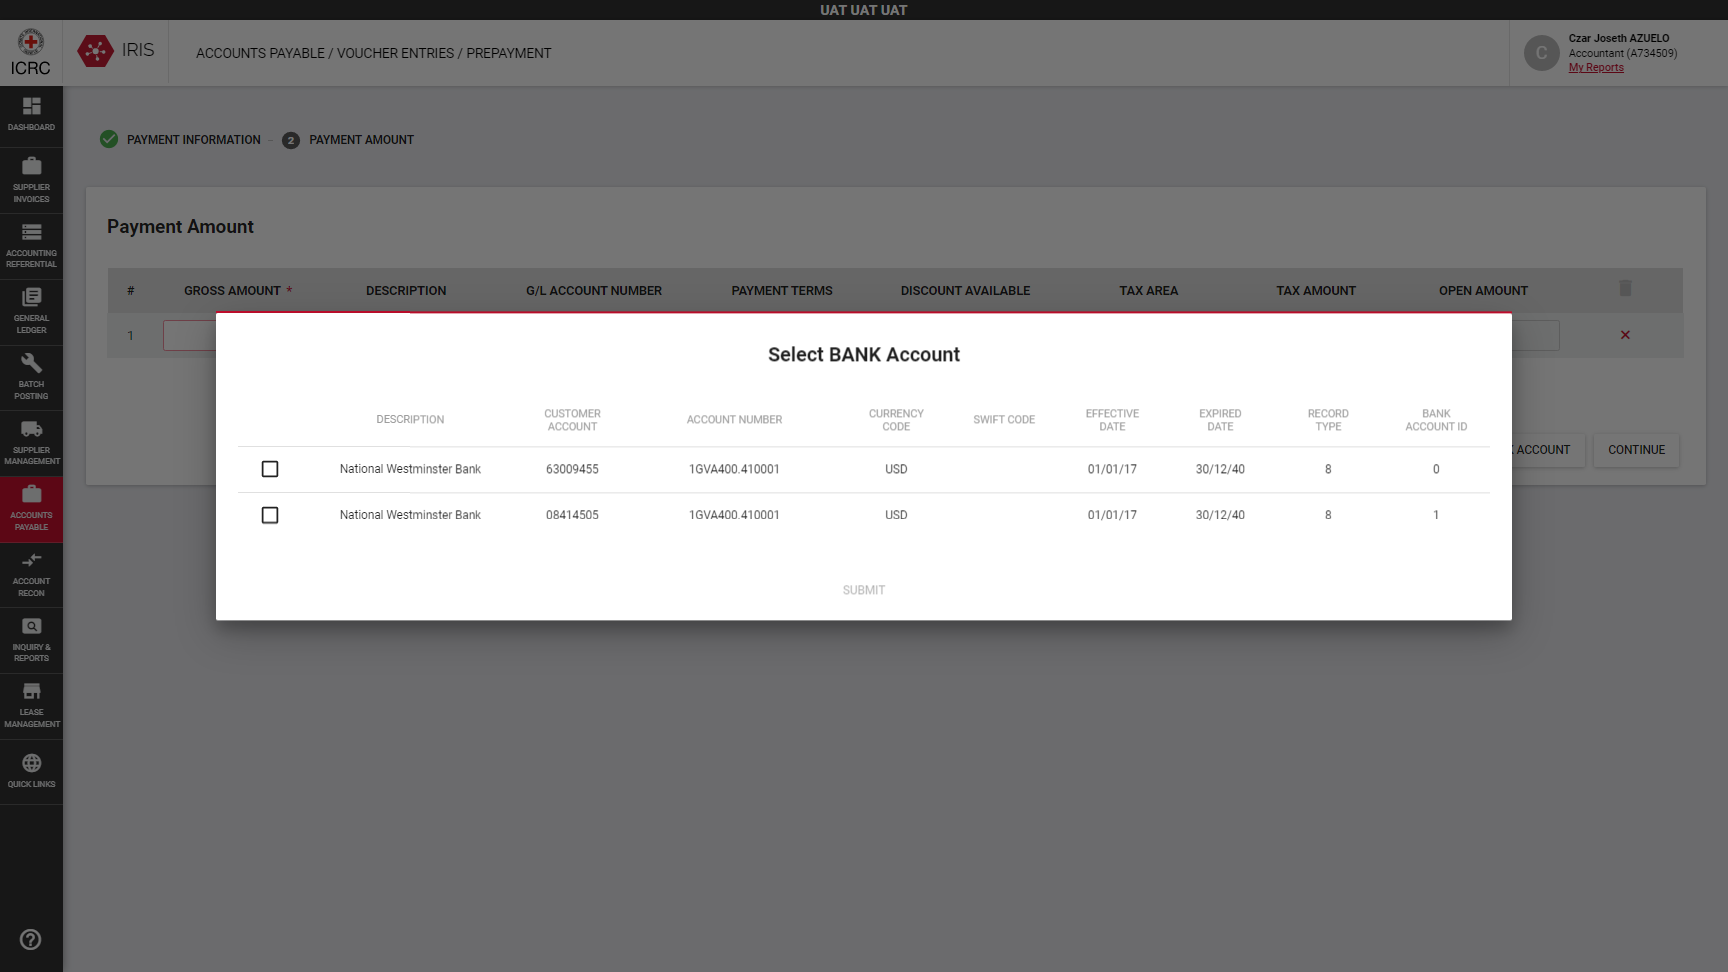 UAT UAT UAT
ICRC
IRIS
ACCOUNTS PAYABLE / VOUCHER ENTRIES / PREPAYMENT
C
Czar Joseth AZUELO
Accountant (A734509)
My Reports
DASHBOARD
SUPPLIER
INVOICES
ACCOUNTING
REFERENTIAL
GENERAL
LEDGER
BATCH
POSTING
SUPPLIER
MANAGEMENT
ACCOUNTS
PAYABLE
ACCOUNT
RECON
INQUIRY &
REPORTS
LEASE
MANAGEMENT
QUICK LINKS
PAYMENT INFORMATION - 2 PAYMENT AMOUNT
Payment Amount
# GROSS AMOUNT * DESCRIPTION G/L ACCOUNT NUMBER PAYMENT TERMS DISCOUNT AVAILABLE TAX AREA TAX AMOUNT OPEN AMOUNT
1
Select BANK Account
DESCRIPTION CUSTOMER ACCOUNT ACCOUNT NUMBER CURRENCY CODE SWIFT CODE EFFECTIVE DATE EXPIRED DATE RECORD TYPE BANK ACCOUNT ID
National Westminster Bank 63009455 1GVA400.410001 USD 01/01/17 30/12/40 8 0
National Westminster Bank 08414505 1GVA400.410001 USD 01/01/17 30/12/40 8 1
SUBMIT
ACCOUNT
CONTINUE